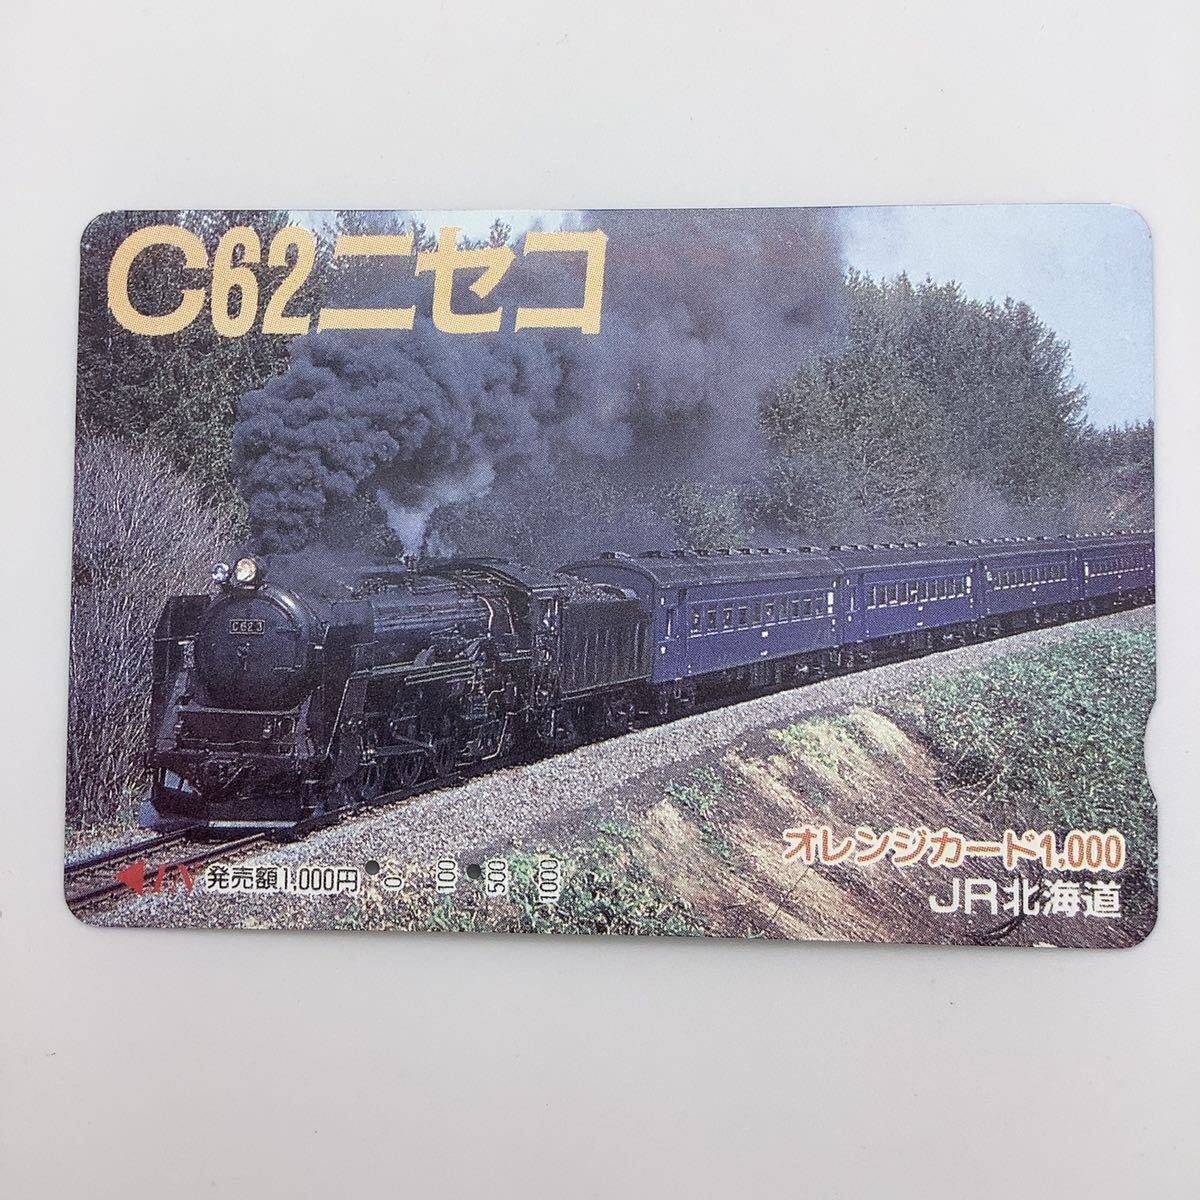 C62ニセコ
C62 3
発売額1,000円 0 100 500 1000
オレンジカード1,000
JR北海道